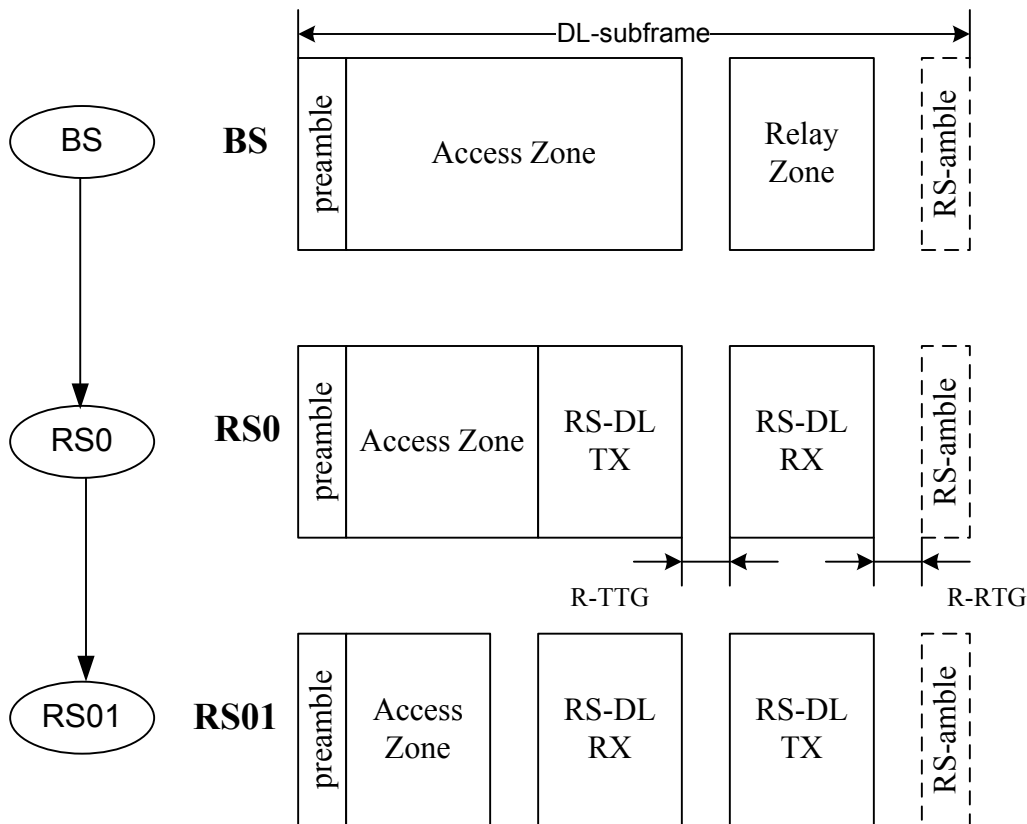 DL-subframe
BS
BS
preamble
Access Zone
Relay
Zone
RS-amble
RS0
RS0
preamble
Access Zone
RS-DL
TX
RS-DL
RX
RS-amble
R-TTG
R-RTG
RS01
RS01
preamble
Access
Zone
RS-DL
RX
RS-DL
TX
RS-amble